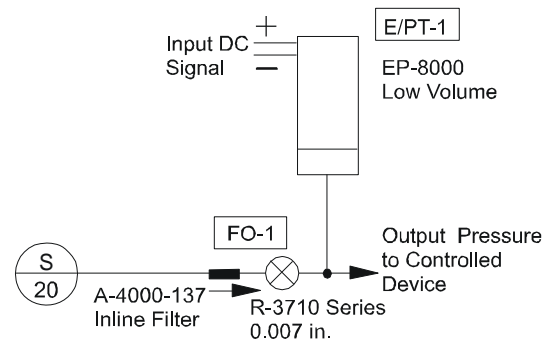 +
E/PT-1
Input DC
Signal
−
EP-8000
Low Volume
FO-1
Output Pressure
to Controlled
Device
S
20
A-4000-137
Inline Filter
R-3710 Series
0.007 in.